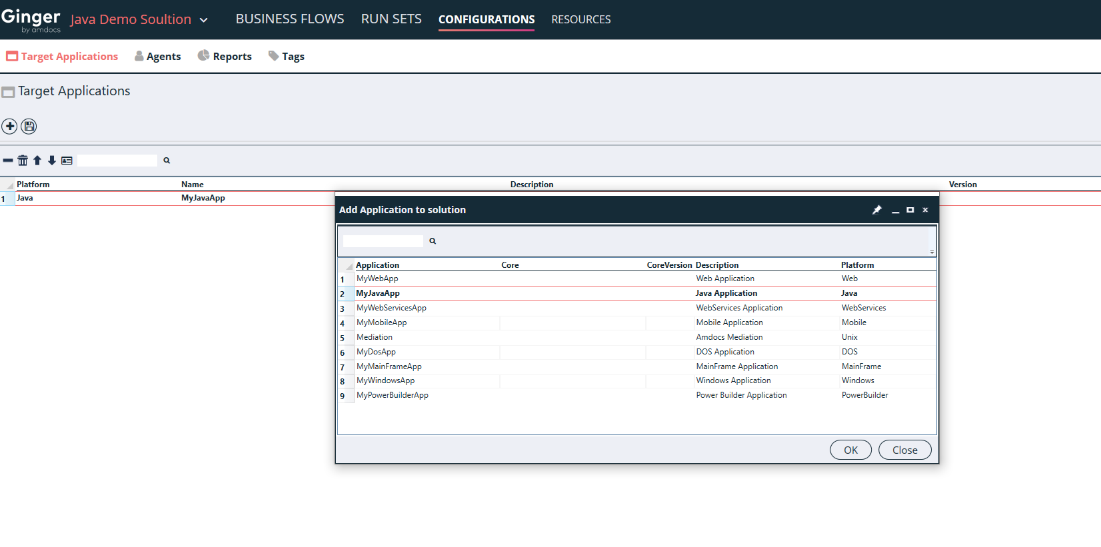 Ginger by amdocs Java Demo Soultion BUSINESS FLOWS RUN SETS CONFIGURATIONS RESOURCES
Target Applications Agents Reports Tags
Target Applications
Platform Name Description Version
1 Java MyJavaApp
Add Application to solution
Application Core CoreVersion Description Platform
1 MyWebApp Web Application Web
2 MyJavaApp Java Application Java
3 MyWebServicesApp WebServices Application WebServices
4 MyMobileApp Mobile Application Mobile
5 Mediation Amdocs Mediation Unix
6 MyDosApp DOS Application DOS
7 MyMainFrameApp MainFrame Application MainFrame
8 MyWindowsApp Windows Application Windows
9 MyPowerBuilderApp Power Builder Application PowerBuilder
OK Close